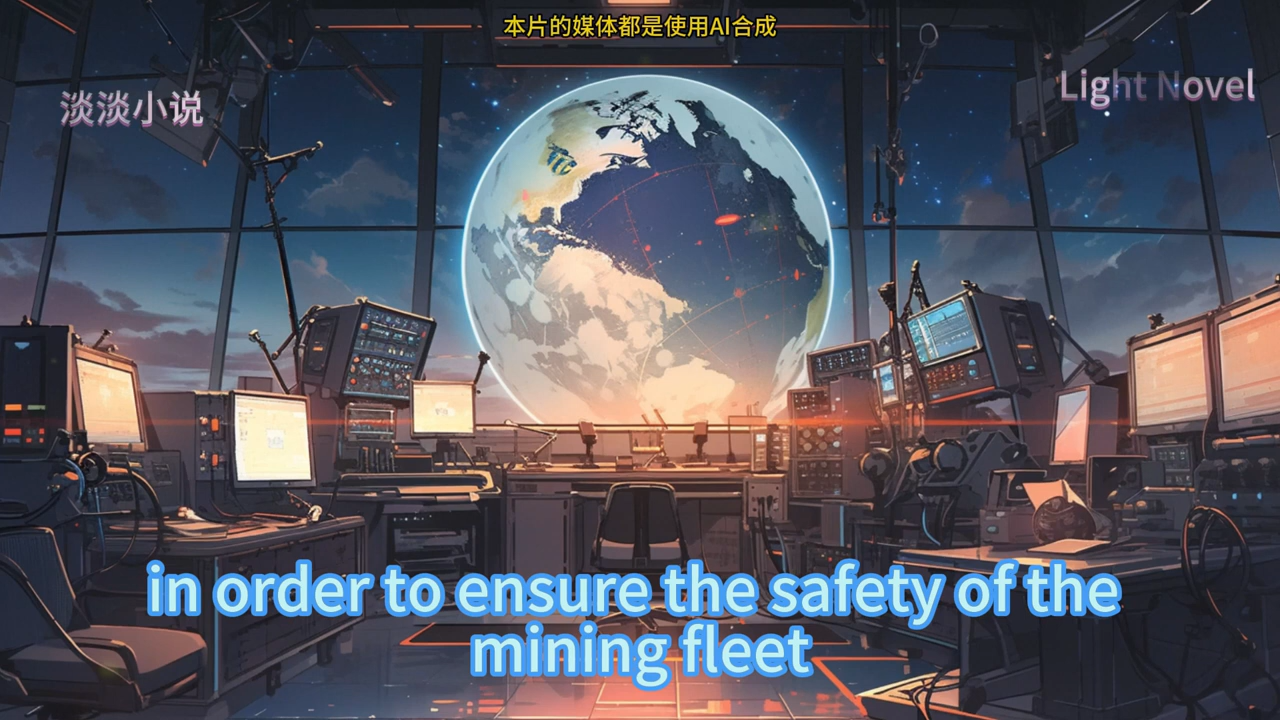 本片的媒体都是使用AI合成
淡淡小说
Light Novel
in order to ensure the safety of the
mining fleet